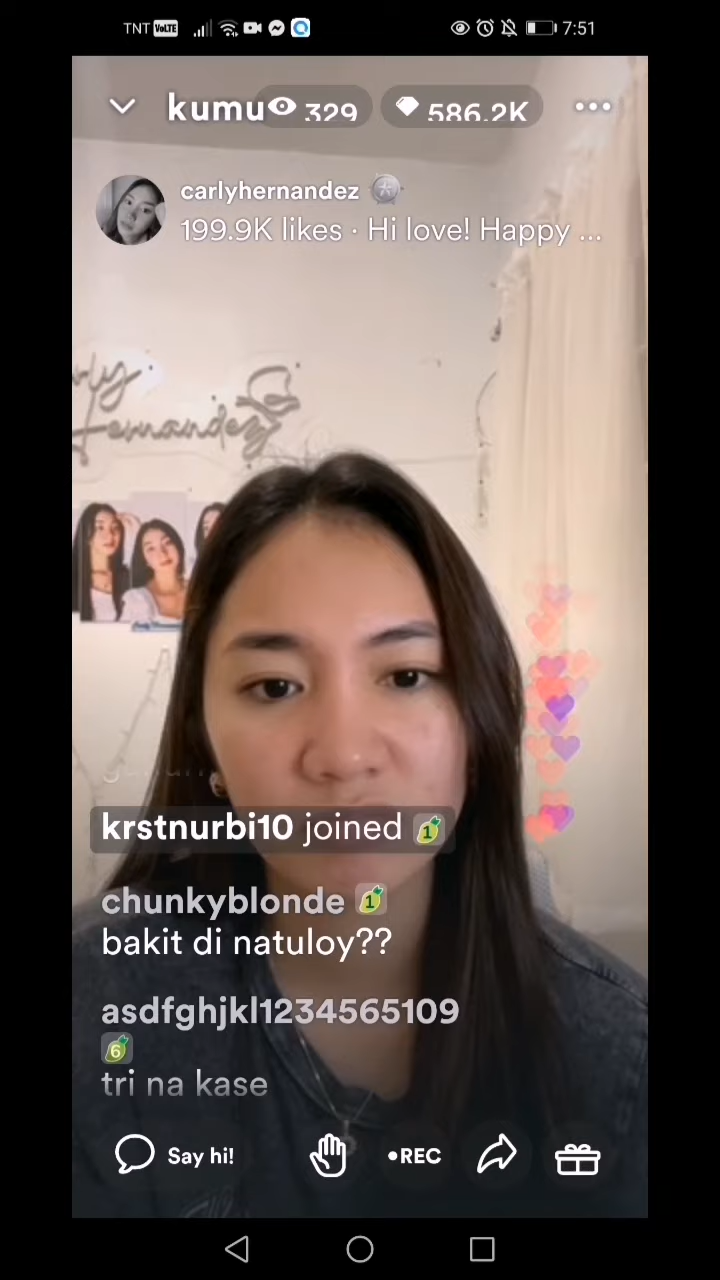 TNT VoLTE 7:51
kumu 329 586.2K
carlyhernandez
199.9K likes · Hi love! Happy ...
Hernandez
krstnurbi10 joined 1
chunkyblonde 1
bakit di natuloy??
asdfghjkl1234565109
6
tri na kase
Say hi! •REC